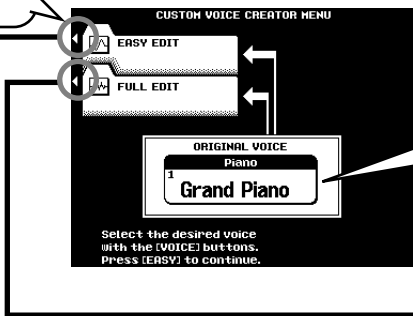 CUSTOM VOICE CREATOR MENU
EASY EDIT
FULL EDIT
ORIGINAL VOICE
Piano
1
Grand Piano
Select the desired voice
with the [VOICE] buttons.
Press [EASY] to continue.